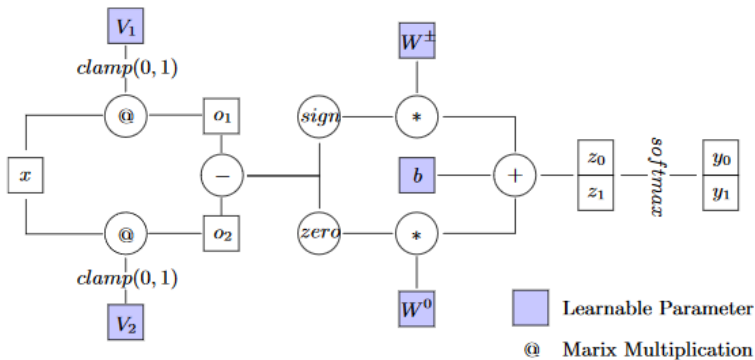 V₁
W±
clamp(0, 1)
@
o₁
sign
*
x
−
b
+
z₀
z₁
softmax
y₀
y₁
@
o₂
zero
*
clamp(0, 1)
V₂
W⁰
Learnable Parameter
@ Marix Multiplication